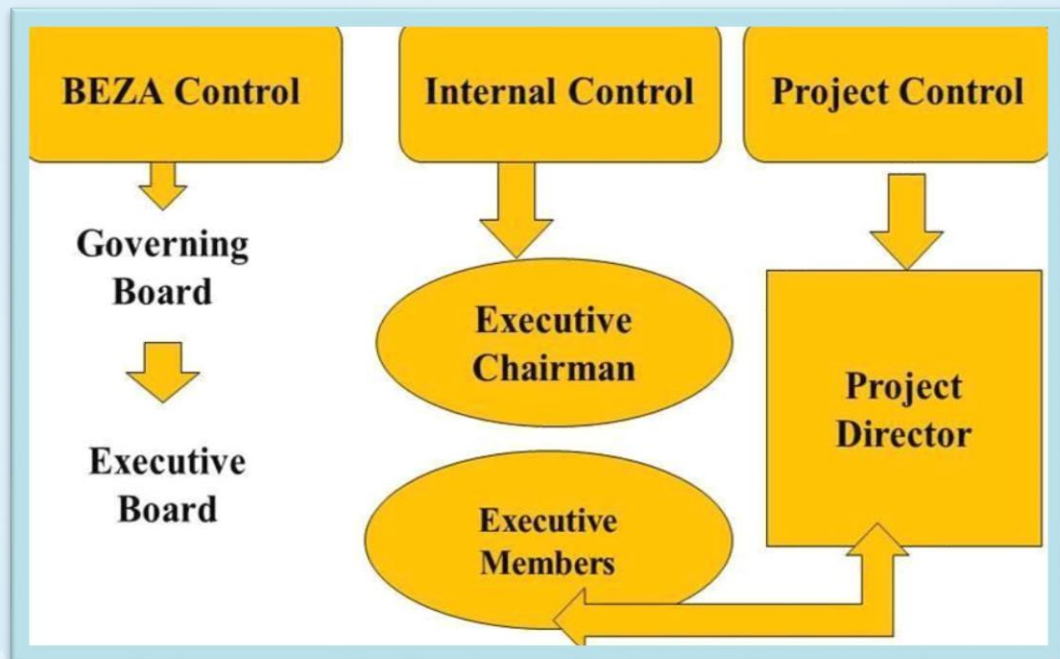 BEZA Control
Internal Control
Project Control
Governing
Board
Executive
Chairman
Project
Director
Executive
Board
Executive
Members